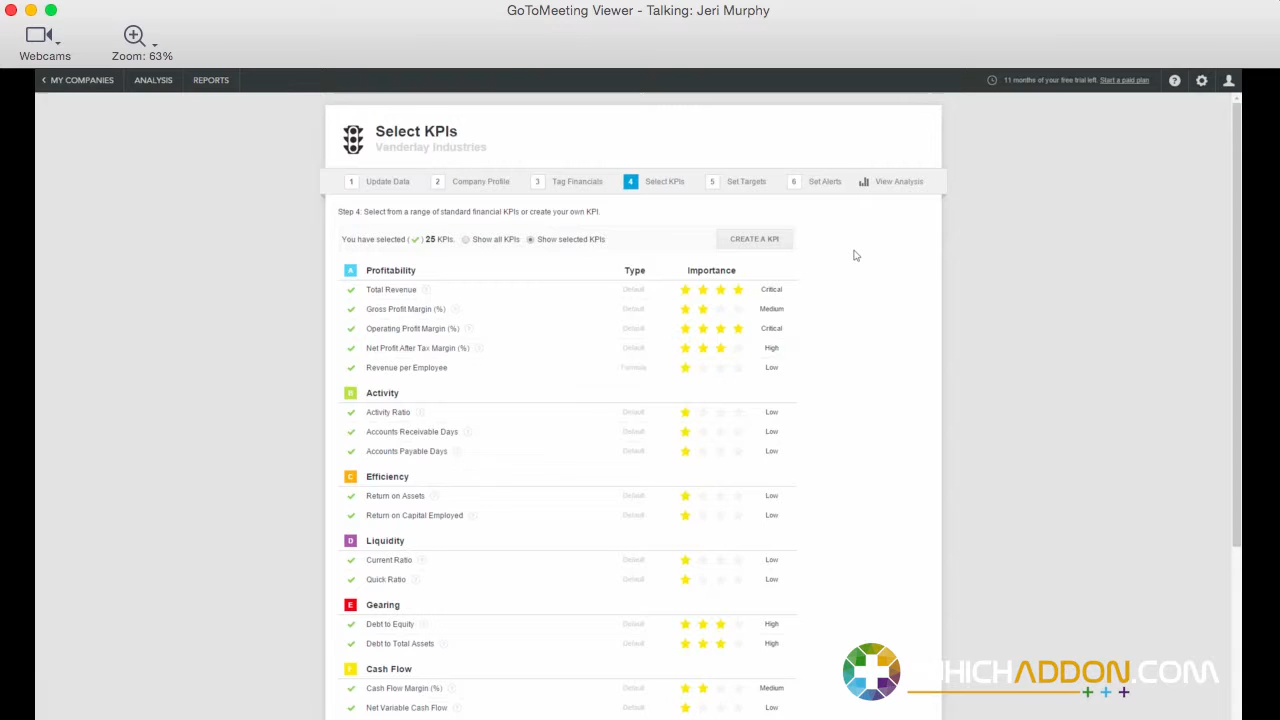 GoToMeeting Viewer - Talking: Jeri Murphy
Webcams
Zoom: 63%
MY COMPANIES ANALYSIS REPORTS 11 months of your free trial left. Start a paid plan ?
Select KPIs
Vanderlay Industries
1 Update Data 2 Company Profile 3 Tag Financials 4 Select KPIs 5 Set Targets 6 Set Alerts View Analysis
Step 4: Select from a range of standard financial KPIs or create your own KPI.
You have selected ( ✓ ) 25 KPIs. Show all KPIs Show selected KPIs CREATE A KPI
A Profitability Type Importance
Total Revenue ? Default Critical
Gross Profit Margin (%) ? Default Medium
Operating Profit Margin (%) ? Default Critical
Net Profit After Tax Margin (%) ? Default High
Revenue per Employee Formula Low
B Activity
Activity Ratio ? Default Low
Accounts Receivable Days ? Default Low
Accounts Payable Days ? Default Low
C Efficiency
Return on Assets ? Default Low
Return on Capital Employed ? Default Low
D Liquidity
Current Ratio ? Default Low
Quick Ratio ? Default Low
E Gearing
Debt to Equity ? Default High
Debt to Total Assets ? Default High
F Cash Flow
Cash Flow Margin (%) ? Default Medium
Net Variable Cash Flow ? Default Low
WHICHADDON.COM